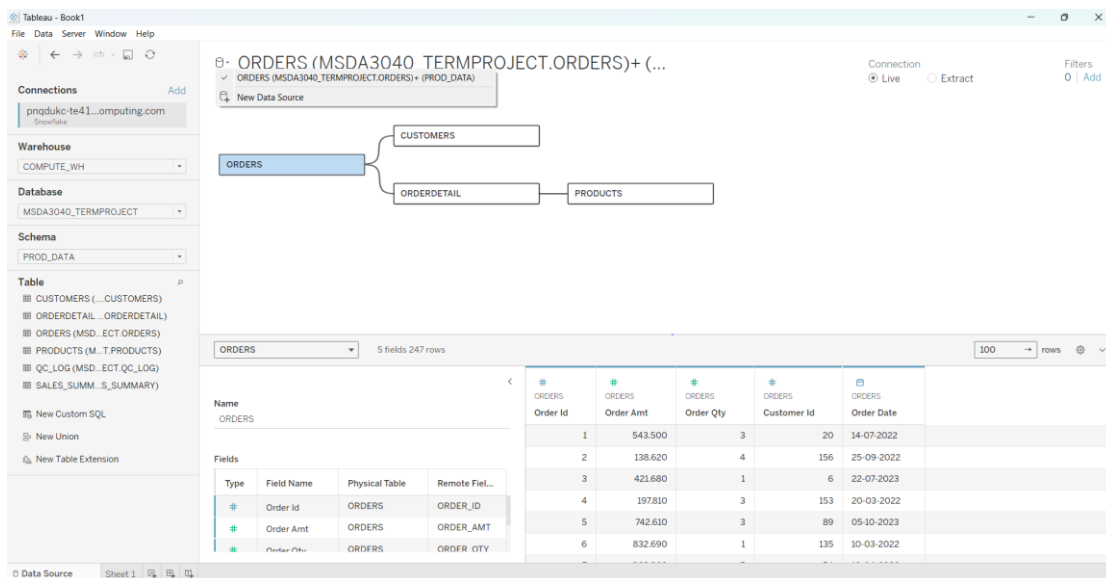 Tableau - Book1
File Data Server Window Help
Connections Add
pnqdukc-te41...omputing.com
Snowflake
Warehouse
COMPUTE_WH
Database
MSDA3040_TERMPROJECT
Schema
PROD_DATA
Table
CUSTOMERS (....CUSTOMERS)
ORDERDETAIL ...ORDERDETAIL)
ORDERS (MSD...ECT.ORDERS)
PRODUCTS (M...T.PRODUCTS)
QC_LOG (MSD...ECT.QC_LOG)
SALES_SUMM...S_SUMMARY)
New Custom SQL
New Union
New Table Extension
ORDERS (MSDA3040_TERMPROJECT.ORDERS)+ (...
ORDERS (MSDA3040_TERMPROJECT.ORDERS)+ (PROD_DATA)
New Data Source
Connection
Live Extract
Filters
0 Add
CUSTOMERS
ORDERS
ORDERDETAIL PRODUCTS
ORDERS 5 fields 247 rows 100 rows
Name
ORDERS
Fields
Type Field Name Physical Table Remote Fiel...
Order Id ORDERS ORDER_ID
Order Amt ORDERS ORDER_AMT
Order Qty ORDERS ORDER_QTY
ORDERS ORDERS ORDERS ORDERS ORDERS
Order Id Order Amt Order Qty Customer Id Order Date
1 543.500 3 20 14-07-2022
2 138.620 4 156 25-09-2022
3 421.680 1 6 22-07-2023
4 197.810 3 153 20-03-2022
5 742.610 3 89 05-10-2023
6 832.690 1 135 10-03-2022
Data Source Sheet 1